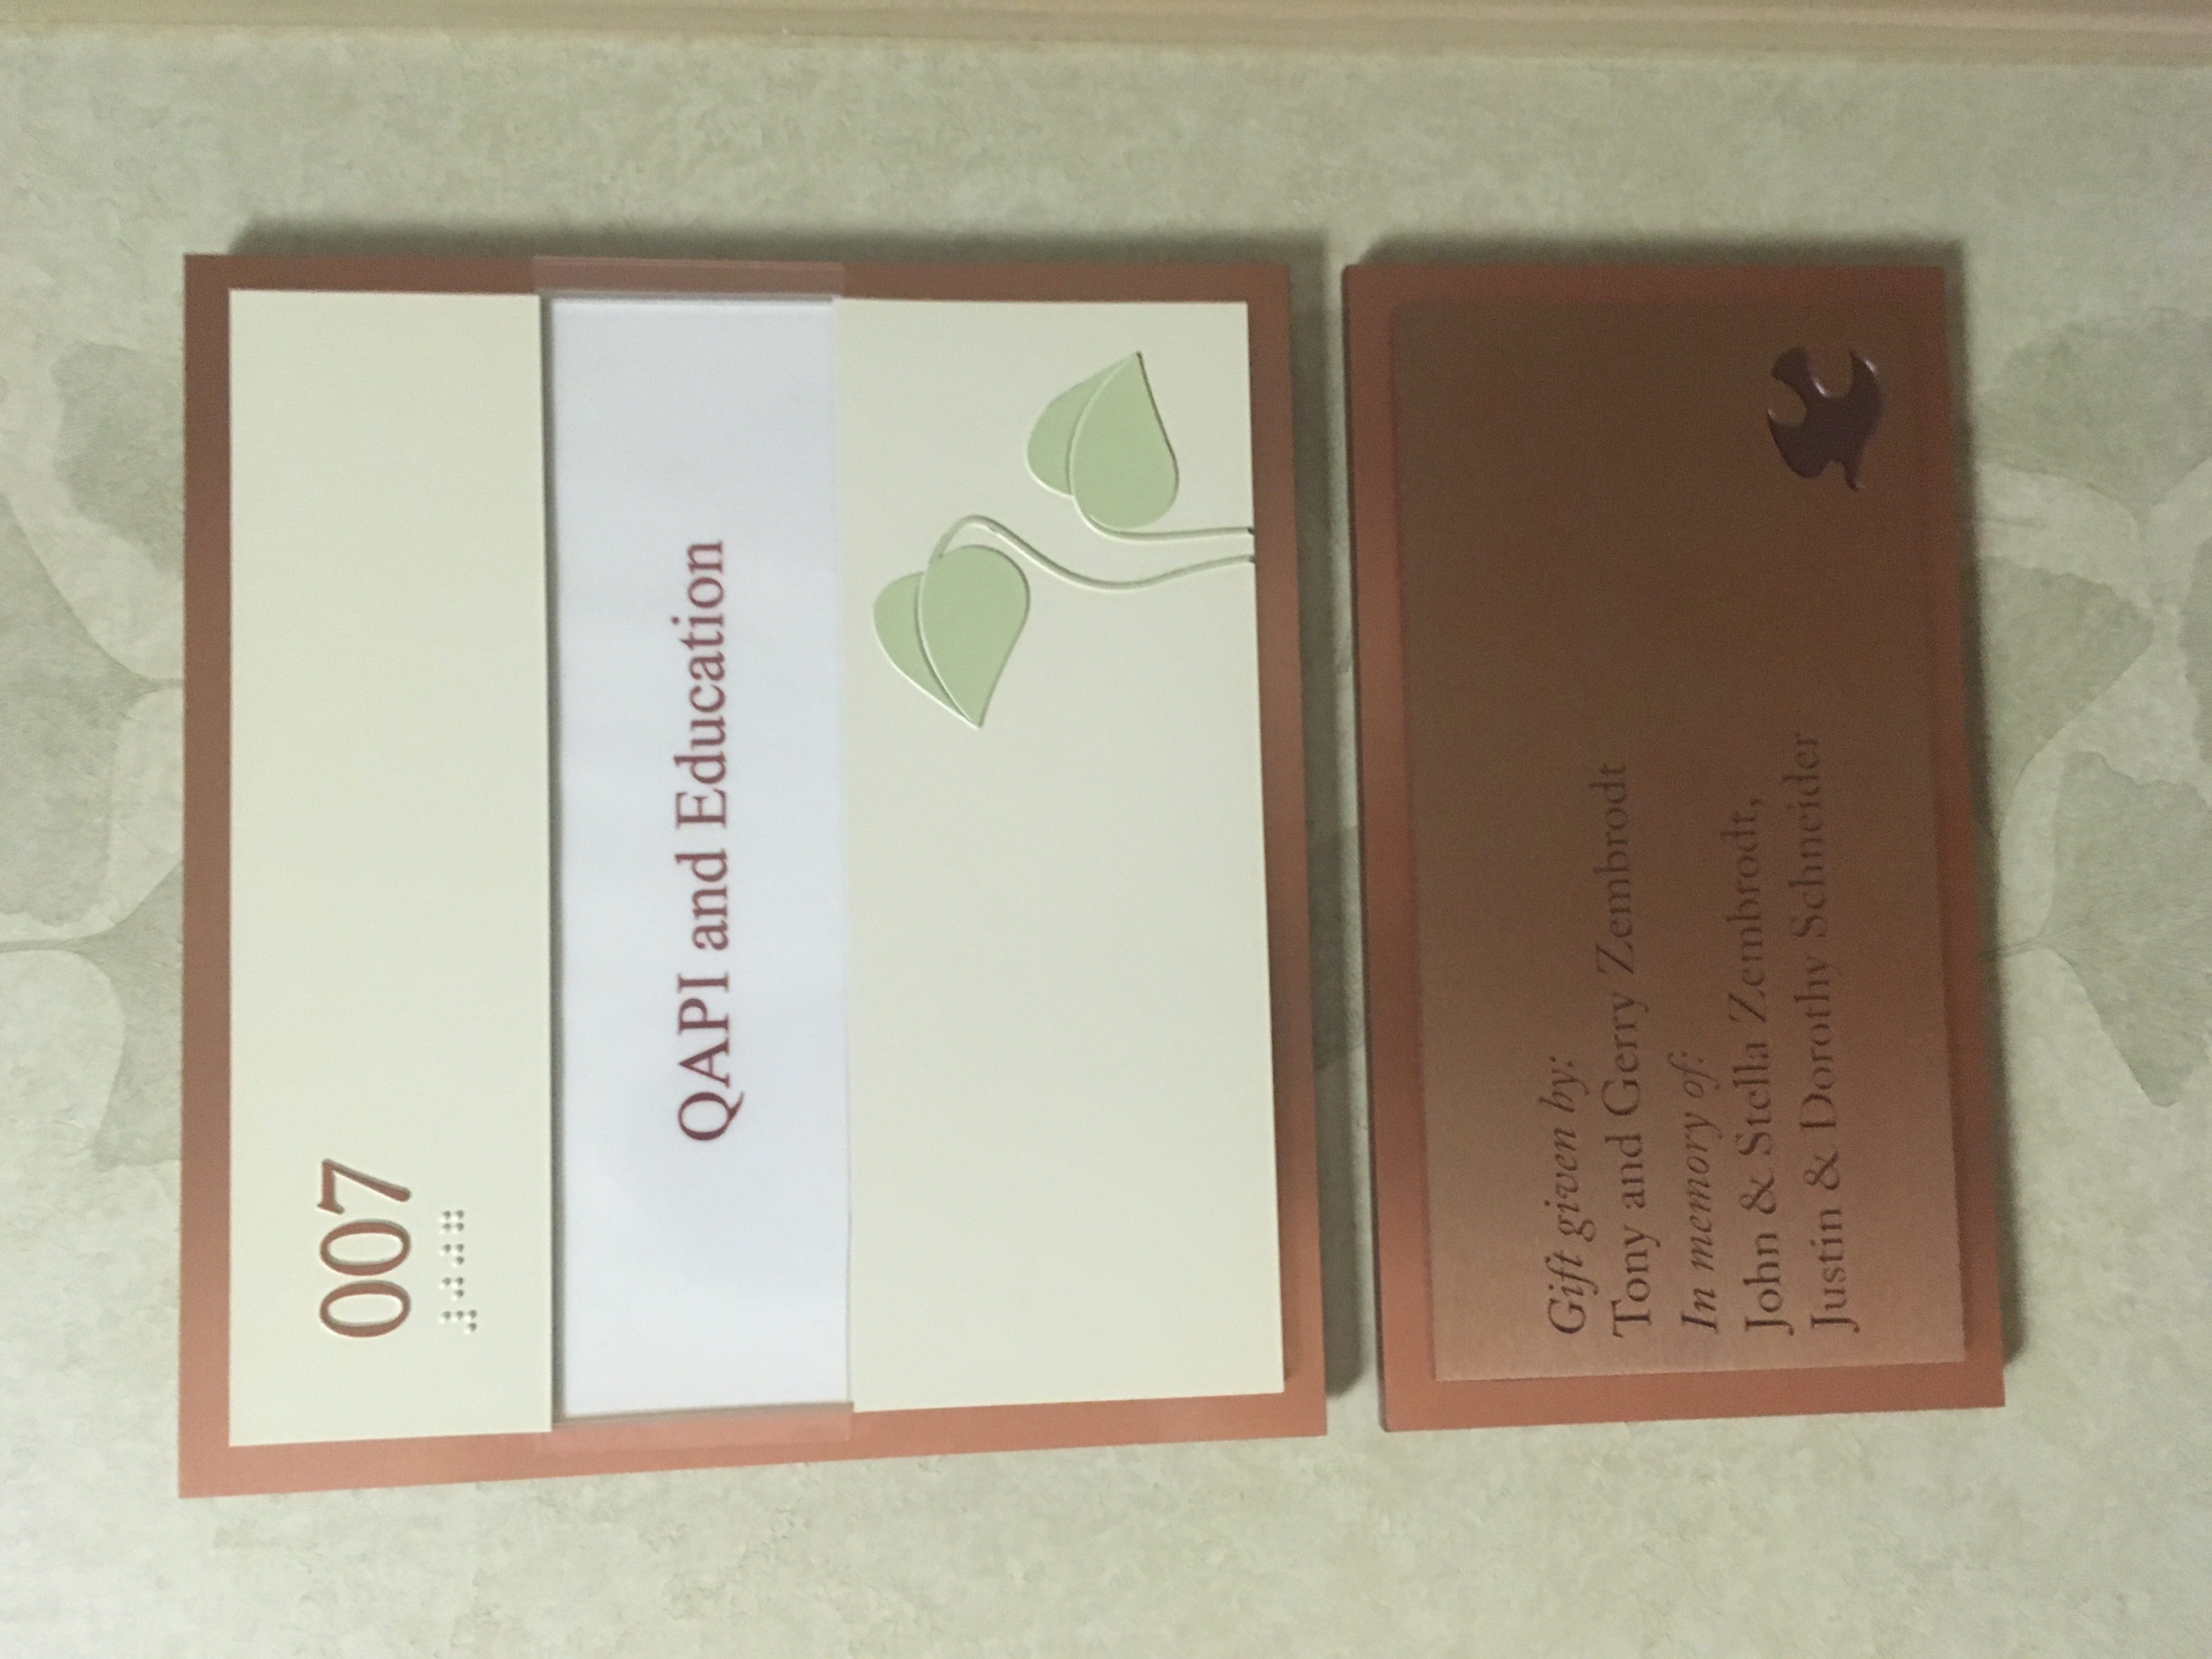 007
QAPI and Education
Gift given by:
Tony and Gerry Zembrodt
In memory of:
John & Stella Zembrodt,
Justin & Dorothy Schneider